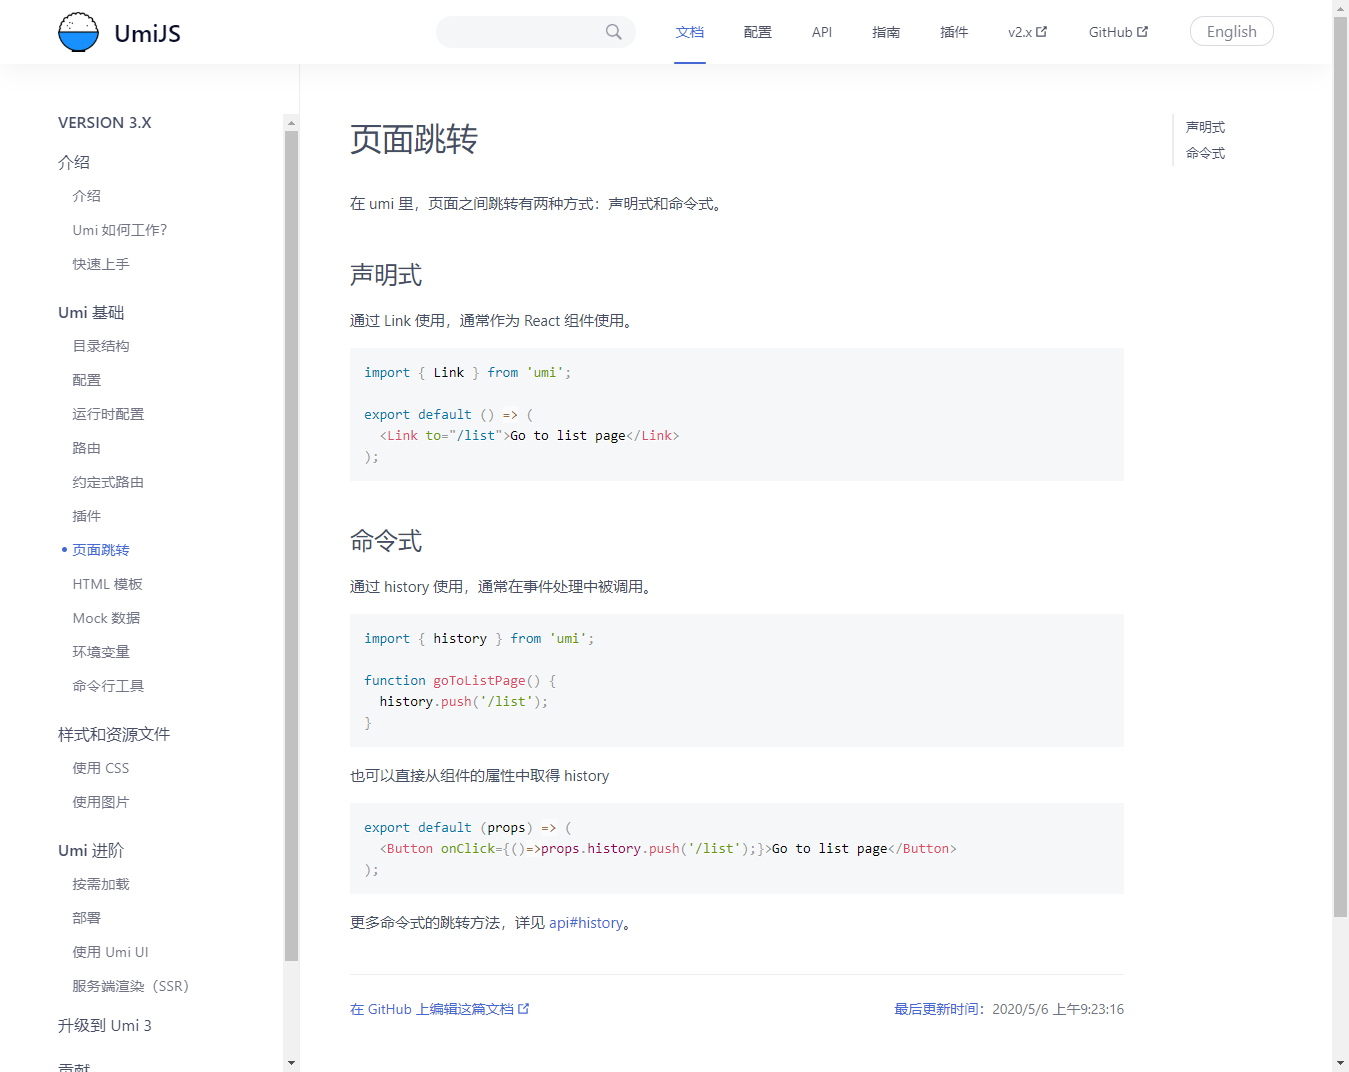 UmiJS
文档
配置
API
指南
插件
v2.x
GitHub
English
VERSION 3.X
介绍
介绍
Umi 如何工作？
快速上手
Umi 基础
目录结构
配置
运行时配置
路由
约定式路由
插件
页面跳转
HTML 模板
Mock 数据
环境变量
命令行工具
样式和资源文件
使用 CSS
使用图片
Umi 进阶
按需加载
部署
使用 Umi UI
服务端渲染（SSR）
升级到 Umi 3
贡献
页面跳转
在 umi 里，页面之间跳转有两种方式：声明式和命令式。
声明式
通过 Link 使用，通常作为 React 组件使用。
import { Link } from 'umi';
export default () => (
<Link to="/list">Go to list page</Link>
);
命令式
通过 history 使用，通常在事件处理中被调用。
import { history } from 'umi';
function goToListPage() {
history.push('/list');
}
也可以直接从组件的属性中取得 history
export default (props) => (
<Button onClick={()=>props.history.push('/list');}>Go to list page</Button>
);
更多命令式的跳转方法，详见 api#history。
在 GitHub 上编辑这篇文档
最后更新时间：2020/5/6 上午9:23:16
声明式
命令式